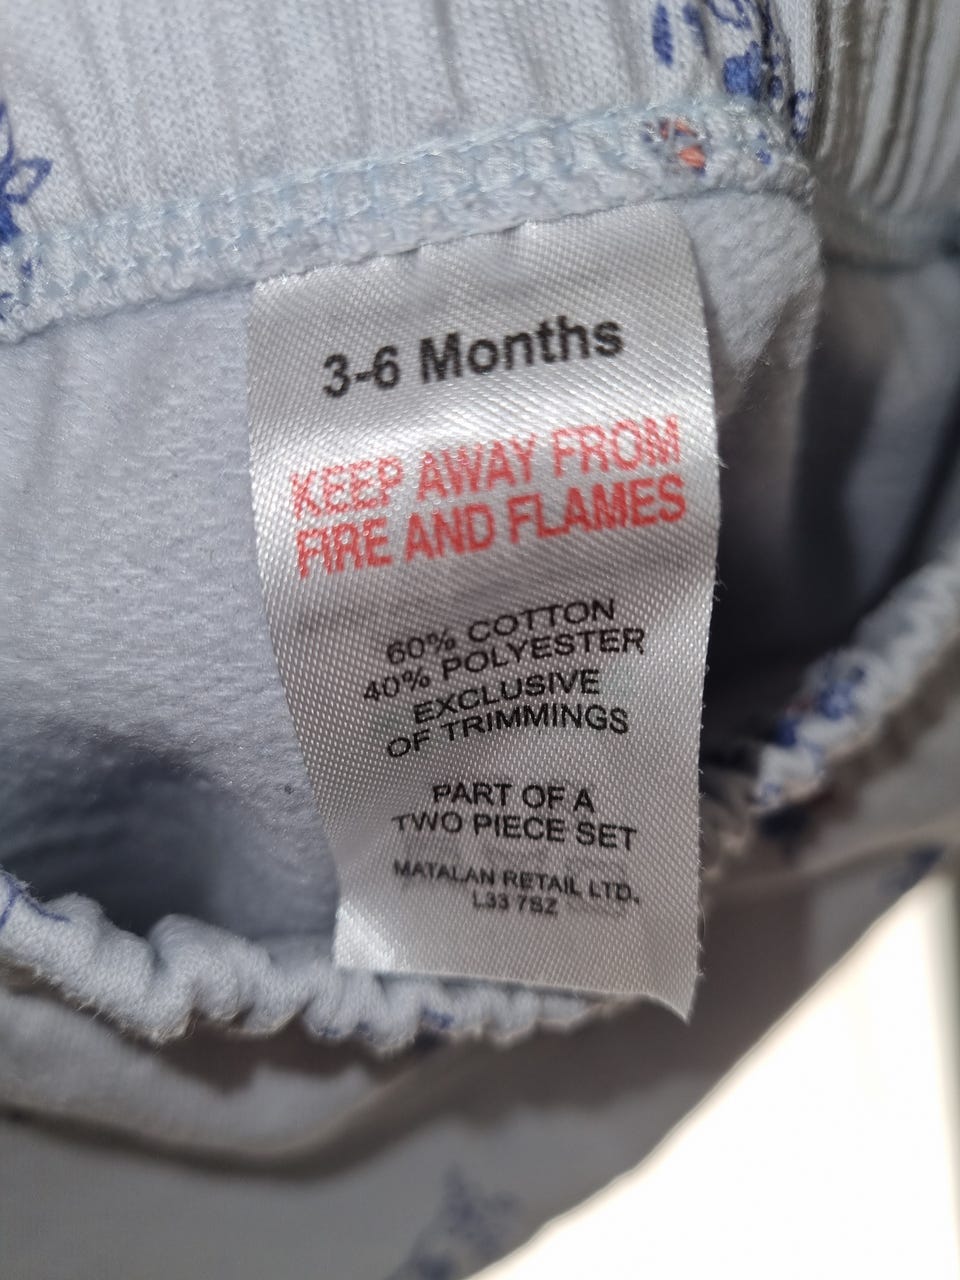 3-6 Months
KEEP AWAY FROM
FIRE AND FLAMES
60% COTTON
40% POLYESTER
EXCLUSIVE
OF TRIMMINGS
PART OF A
TWO PIECE SET
MATALAN RETAIL LTD.
L33 7SZ